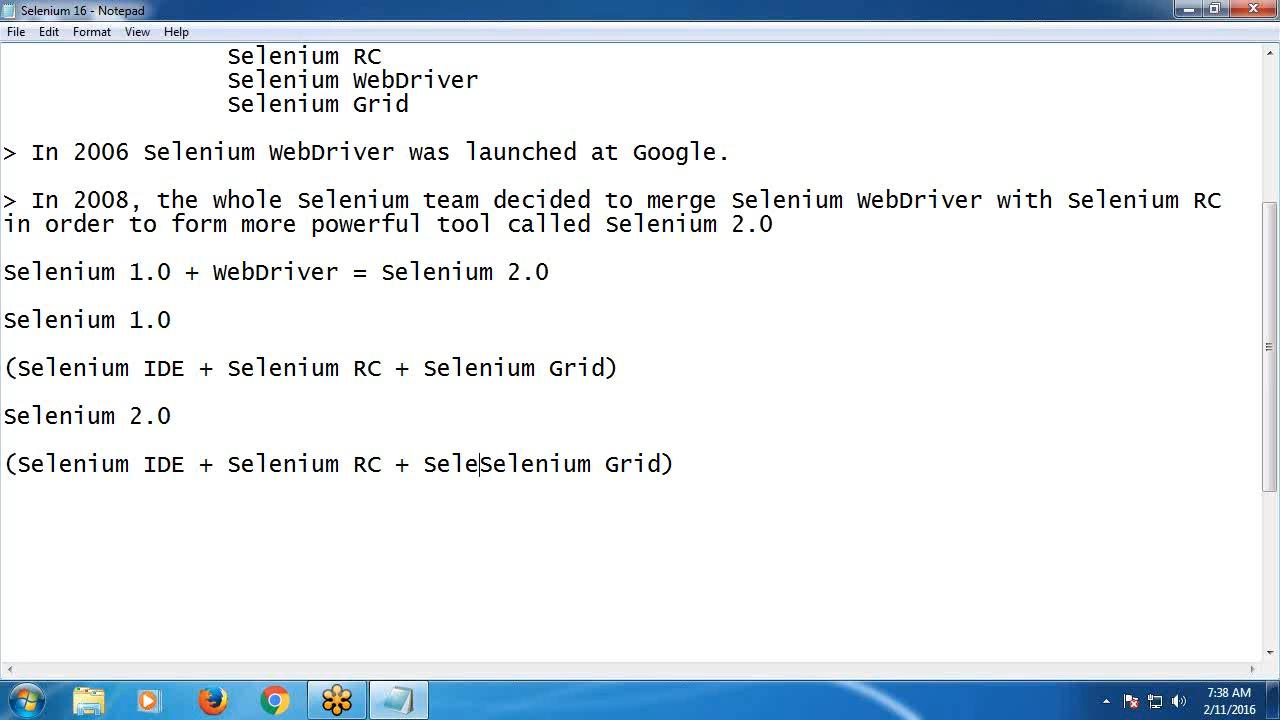 Selenium 16 - Notepad
File Edit Format View Help
Selenium RC
Selenium WebDriver
Selenium Grid
> In 2006 Selenium WebDriver was launched at Google.
> In 2008, the whole Selenium team decided to merge Selenium WebDriver with Selenium RC
in order to form more powerful tool called Selenium 2.0
Selenium 1.0 + WebDriver = Selenium 2.0
Selenium 1.0
(Selenium IDE + Selenium RC + Selenium Grid)
Selenium 2.0
(Selenium IDE + Selenium RC + SeleSelenium Grid)
7:38 AM
2/11/2016